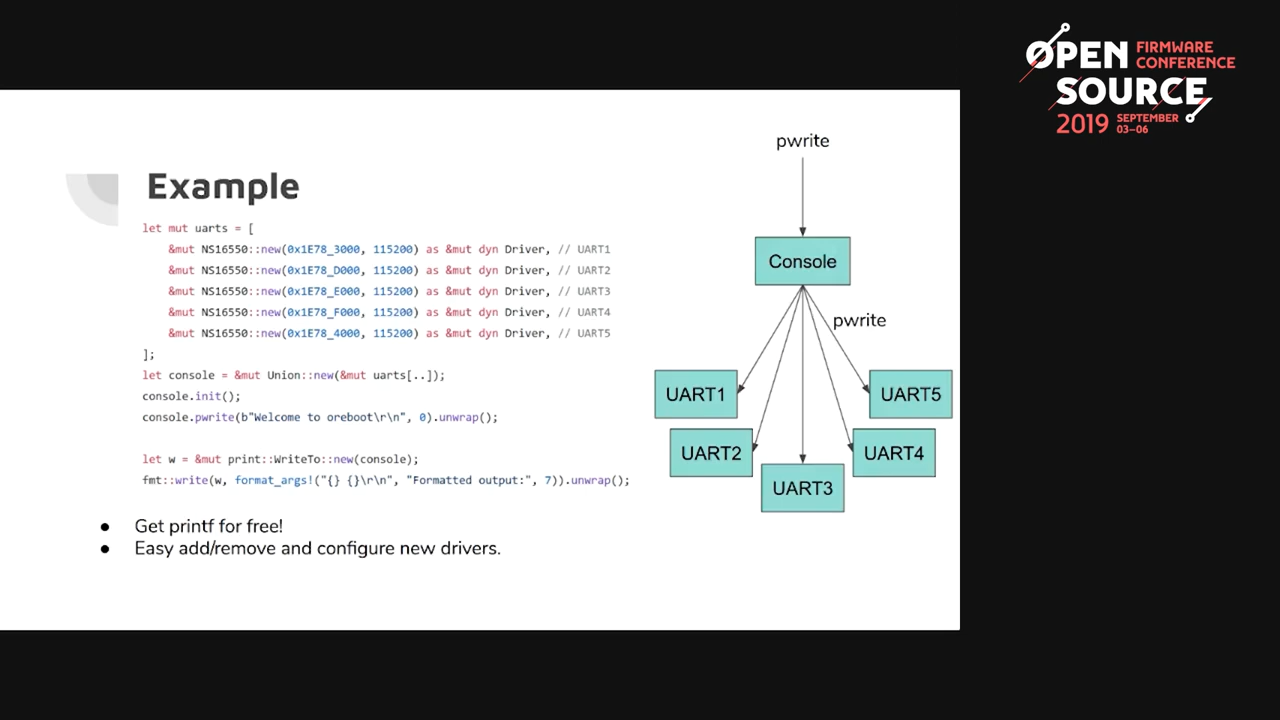 OPEN FIRMWARE
CONFERENCE
SOURCE
2019 SEPTEMBER
03–06
Example
let mut uarts = [
    &mut NS16550::new(0x1E78_3000, 115200) as &mut dyn Driver, // UART1
    &mut NS16550::new(0x1E78_D000, 115200) as &mut dyn Driver, // UART2
    &mut NS16550::new(0x1E78_E000, 115200) as &mut dyn Driver, // UART3
    &mut NS16550::new(0x1E78_F000, 115200) as &mut dyn Driver, // UART4
    &mut NS16550::new(0x1E78_4000, 115200) as &mut dyn Driver, // UART5
];
let console = &mut Union::new(&mut uarts[..]);
console.init();
console.pwrite(b"Welcome to oreboot\r\n", 0).unwrap();
let w = &mut print::WriteTo::new(console);
fmt::write(w, format_args!("{} {}\r\n", "Formatted output:", 7)).unwrap();
● Get printf for free!
● Easy add/remove and configure new drivers.
pwrite
Console
pwrite
UART1
UART5
UART2
UART4
UART3